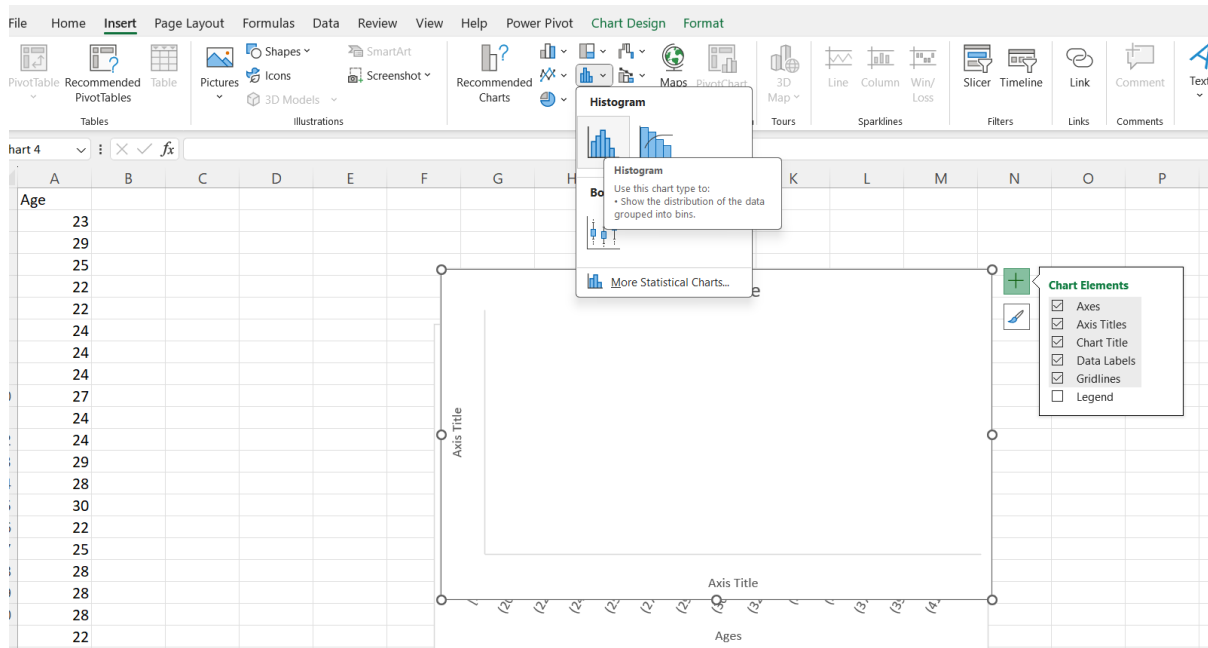 File Home Insert Page Layout Formulas Data Review View Help Power Pivot Chart Design Format
PivotTable Recommended PivotTables Table
Pictures Shapes Icons 3D Models SmartArt Screenshot
Recommended Charts Maps PivotChart 3D Map
Line Column Win/Loss Slicer Timeline Link Comment Text
Tables Illustrations Tours Sparklines Filters Links Comments
hart 4 fx
Histogram
Histogram
Use this chart type to:
• Show the distribution of the data
grouped into bins.
More Statistical Charts...
A B C D E F G H K L M N O P
Age
23
29
25
22
22
24
24
24
27
24
24
29
28
30
22
25
28
28
28
22
Axis Title
Axis Title
Ages
Chart Elements
Axes
Axis Titles
Chart Title
Data Labels
Gridlines
Legend